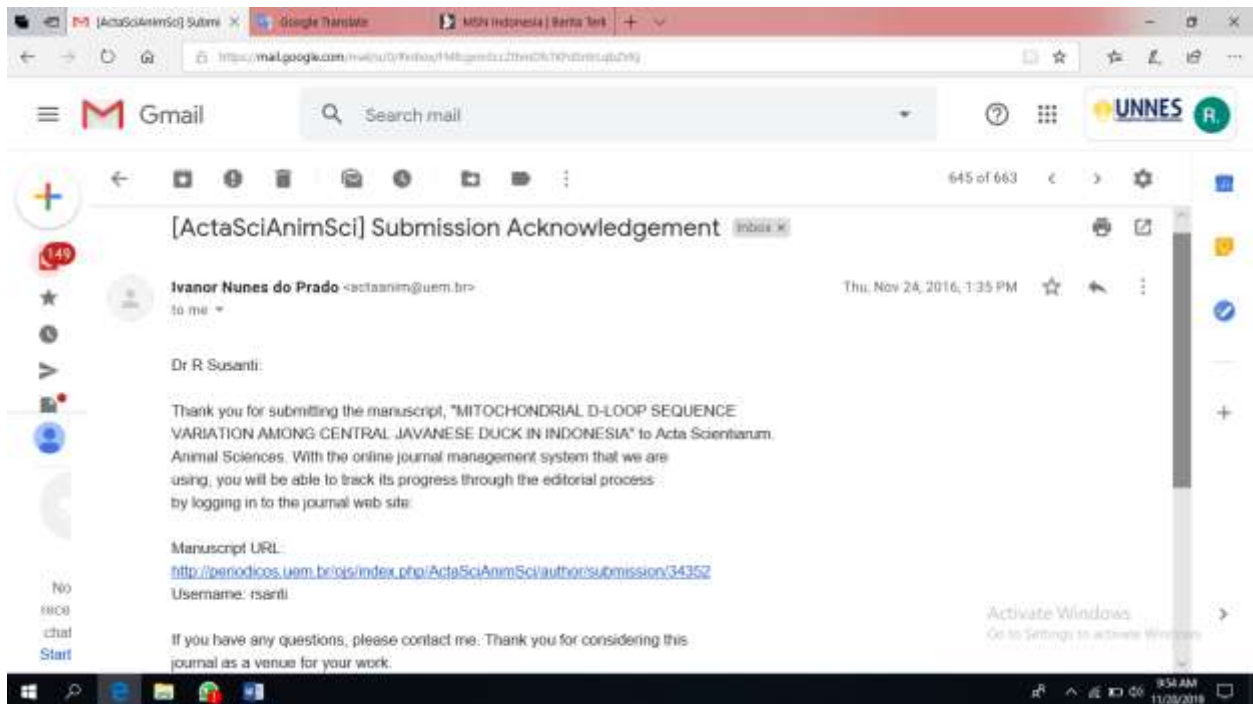 [ActaSciAnimSci] Submi
Google Translate
MSN Indonesia | Berita Terk
mail.google.com
Gmail
Search mail
UNNES
R.
645 of 663
[ActaSciAnimSci] Submission Acknowledgement Inbox x
149
Ivanor Nunes do Prado <actaanim@uem.br>
Thu, Nov 24, 2016, 1:35 PM
to me
Dr R Susanti:
Thank you for submitting the manuscript, "MITOCHONDRIAL D-LOOP SEQUENCE
VARIATION AMONG CENTRAL JAVANESE DUCK IN INDONESIA" to Acta Scientiarum.
Animal Sciences. With the online journal management system that we are
using, you will be able to track its progress through the editorial process
by logging in to the journal web site:
Manuscript URL:
http://periodicos.uem.br/ojs/index.php/ActaSciAnimSci/author/submission/34352
Username: rsanti
If you have any questions, please contact me. Thank you for considering this
journal as a venue for your work.
No
rece
chat
Start
Activate Windows
Go to Settings to activate Windows
9:54 AM
11/20/2019